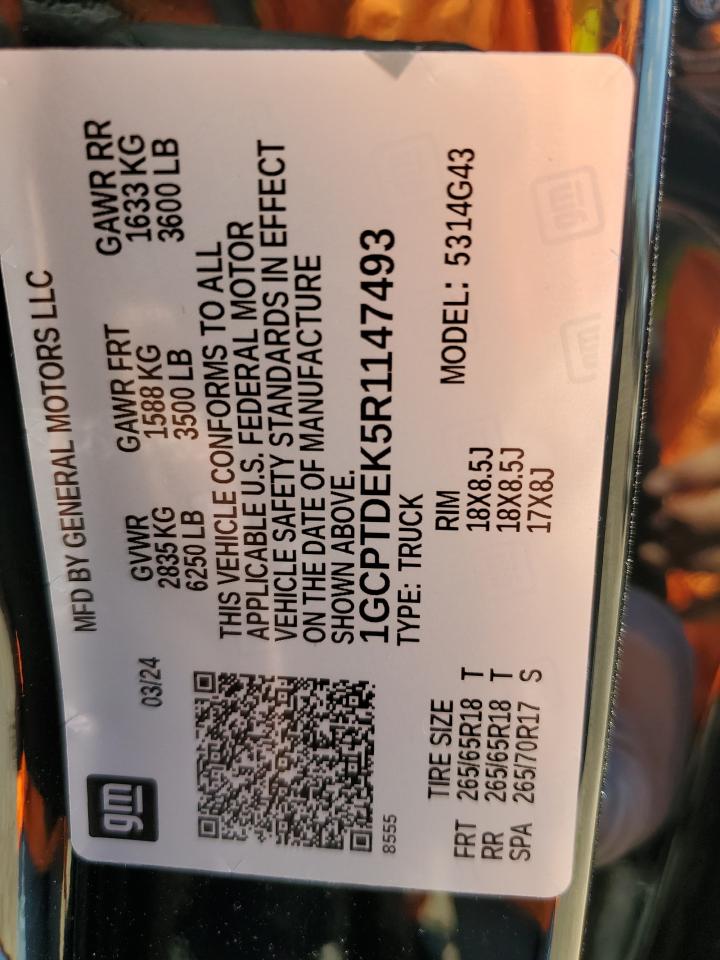 gm
MFD BY GENERAL MOTORS LLC
03/24
GVWR GAWR FRT GAWR RR
2835 KG 1588 KG 1633 KG
6250 LB 3500 LB 3600 LB
THIS VEHICLE CONFORMS TO ALL
APPLICABLE U.S. FEDERAL MOTOR
VEHICLE SAFETY STANDARDS IN EFFECT
ON THE DATE OF MANUFACTURE
SHOWN ABOVE.
1GCPTDEK5R1147493
TYPE: TRUCK
8555
TIRE SIZE RIM MODEL: 5314G43
FRT 265/65R18 T 18X8.5J
RR 265/65R18 T 18X8.5J
SPA 265/70R17 S 17X8J
gm
gm